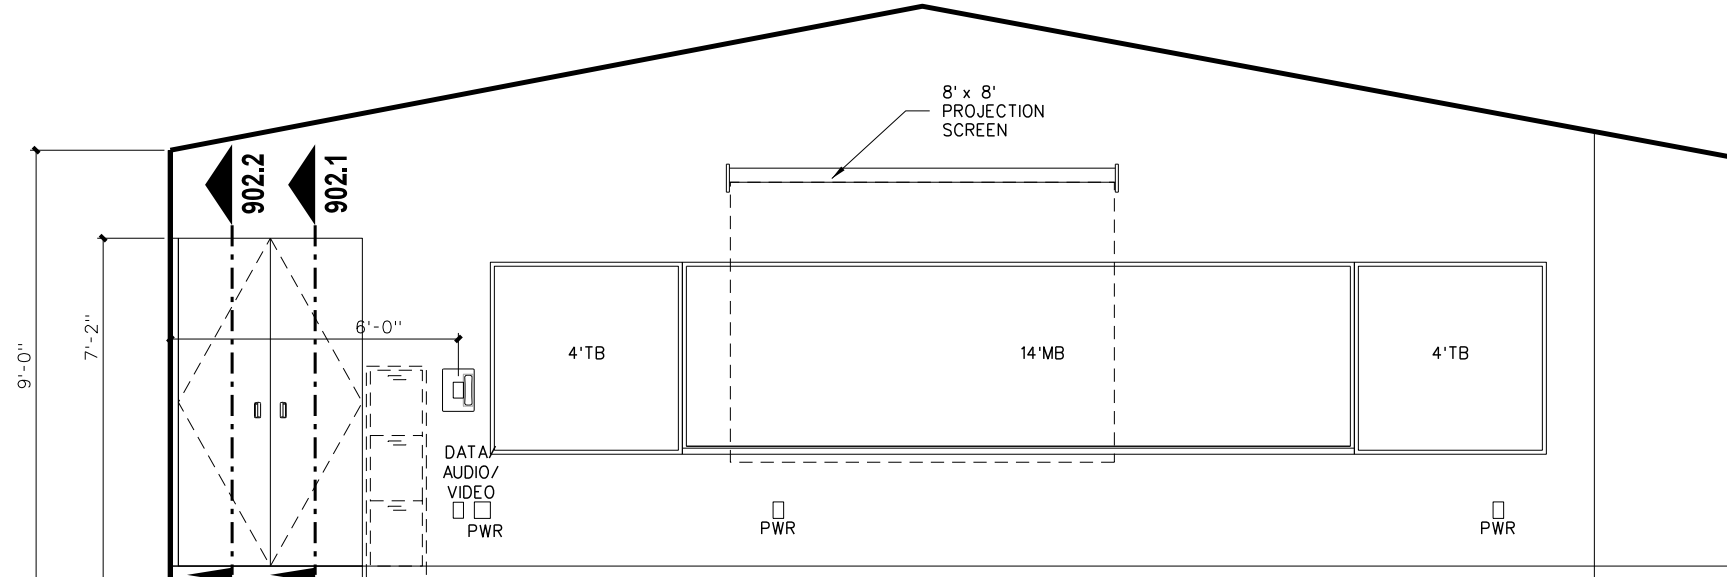 8' x 8'
PROJECTION
SCREEN
902.2
902.1
9'-0"
7'-2"
6'-0"
4'TB
14'MB
4'TB
DATA/
AUDIO/
VIDEO
PWR
PWR
PWR